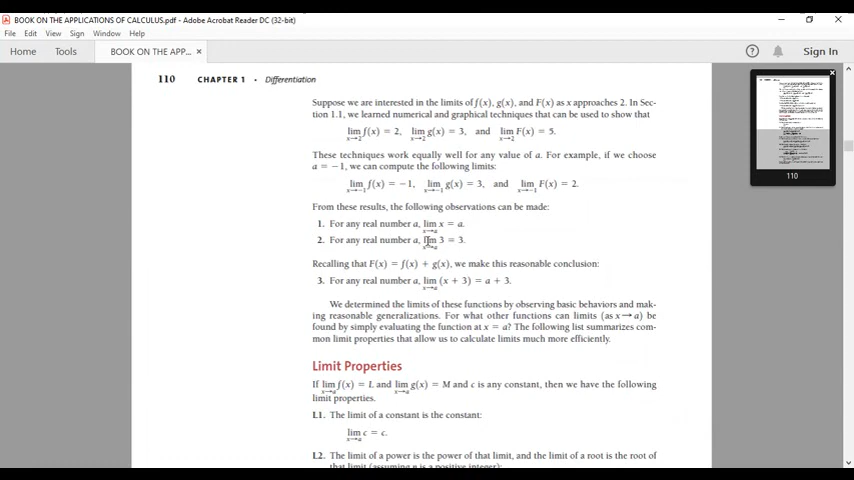 BOOK ON THE APPLICATIONS OF CALCULUS.pdf - Adobe Acrobat Reader DC (32-bit)
File Edit View Sign Window Help
Home Tools BOOK ON THE APP... × Sign In
110 CHAPTER 1 • Differentiation
Suppose we are interested in the limits of f(x), g(x), and F(x) as x approaches 2. In Sec-
tion 1.1, we learned numerical and graphical techniques that can be used to show that
lim f(x) = 2, lim g(x) = 3, and lim F(x) = 5.
x→2 x→2 x→2
These techniques work equally well for any value of a. For example, if we choose
a = −1, we can compute the following limits:
lim f(x) = −1, lim g(x) = 3, and lim F(x) = 2.
x→−1 x→−1 x→−1
From these results, the following observations can be made:
1. For any real number a, lim x = a.
x→a
2. For any real number a, lim 3 = 3.
x→a
Recalling that F(x) = f(x) + g(x), we make this reasonable conclusion:
3. For any real number a, lim (x + 3) = a + 3.
x→a
We determined the limits of these functions by observing basic behaviors and mak-
ing reasonable generalizations. For what other functions can limits (as x→a) be
found by simply evaluating the function at x = a? The following list summarizes com-
mon limit properties that allow us to calculate limits much more efficiently.
Limit Properties
If lim f(x) = L and lim g(x) = M and c is any constant, then we have the following
x→a x→a
limit properties.
L1. The limit of a constant is the constant:
lim c = c.
x→a
L2. The limit of a power is the power of that limit, and the limit of a root is the root of
that limit (assuming n is a positive integer):
110